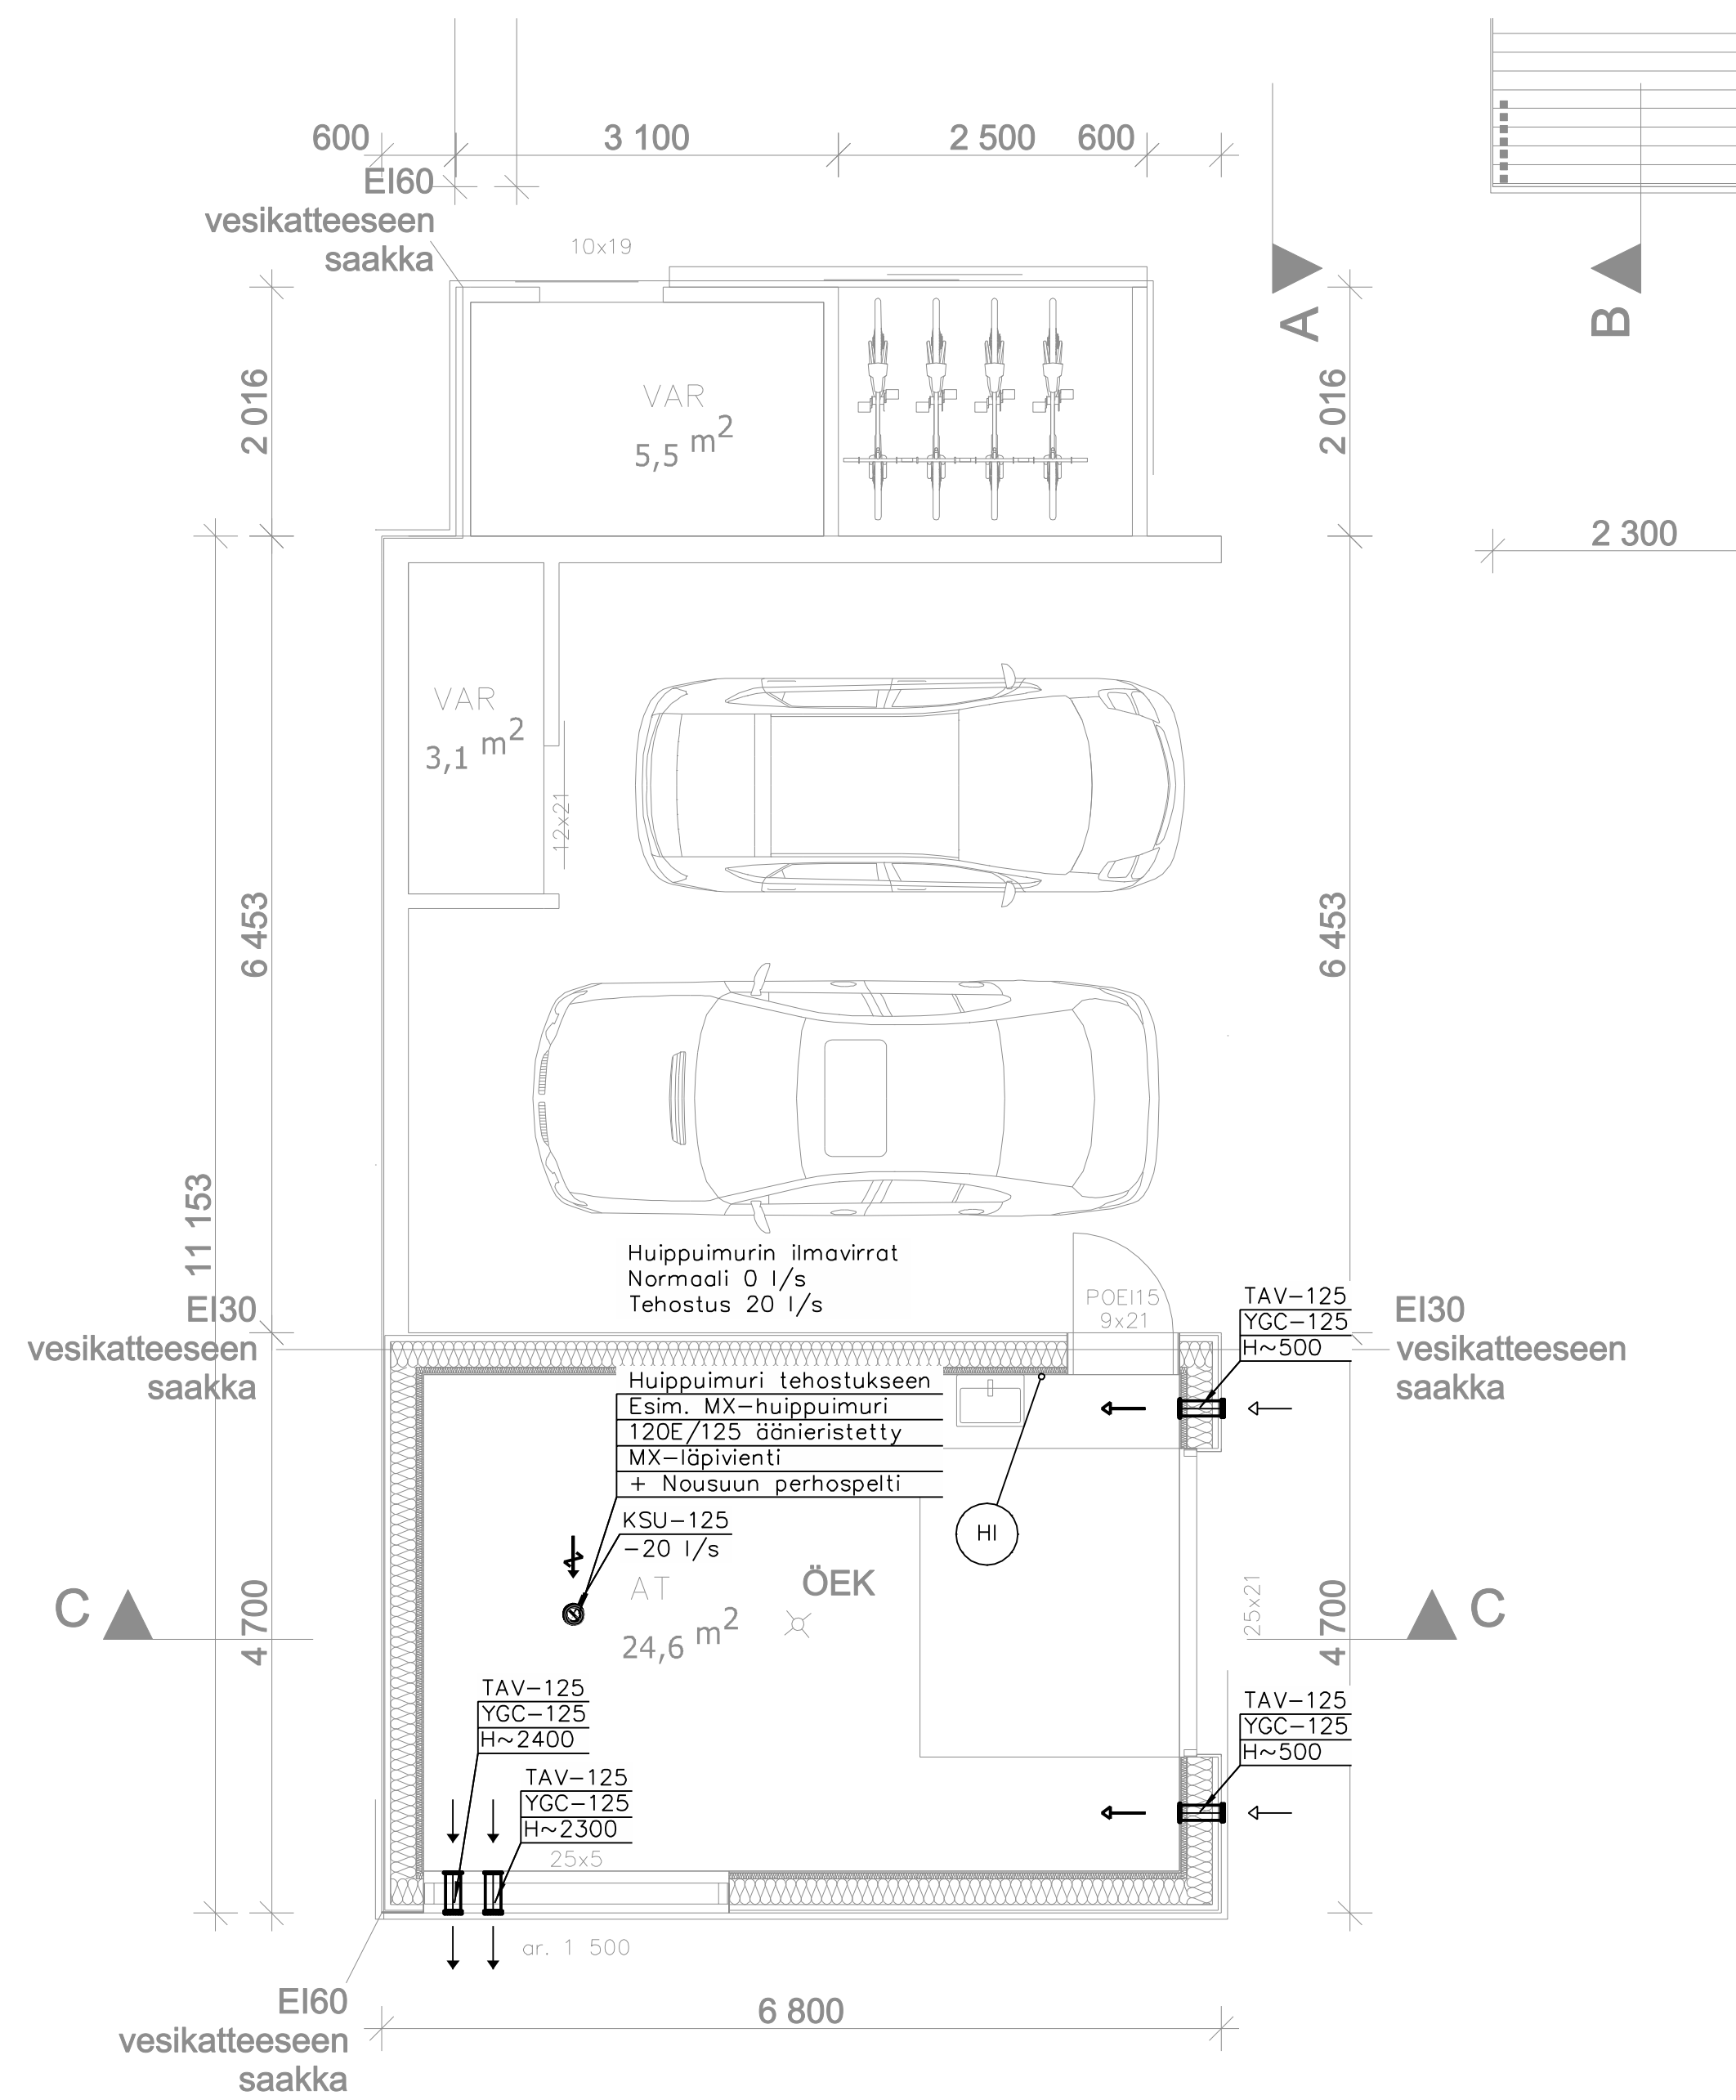 600
3 100
2 500
600
EI60
vesikatteeseen
saakka
10x19
A
B
2 016
2 016
VAR
5,5 m2
2 300
VAR
3,1 m2
12x21
6 453
6 453
11 153
Huippuimurin ilmavirrat
Normaali 0 l/s
Tehostus 20 l/s
POEI15
9x21
TAV-125
YGC-125
H~500
EI30
vesikatteeseen
saakka
EI30
vesikatteeseen
saakka
Huippuimuri tehostukseen
Esim. MX-huippuimuri
120E/125 äänieristetty
MX-läpivienti
+ Nousuun perhospelti
KSU-125
-20 l/s
HI
AT
24,6 m2
ÖEK
25x21
C
C
4 700
4 700
TAV-125
YGC-125
H~2400
TAV-125
YGC-125
H~2300
TAV-125
YGC-125
H~500
25x5
ar. 1 500
EI60
vesikatteeseen
saakka
6 800